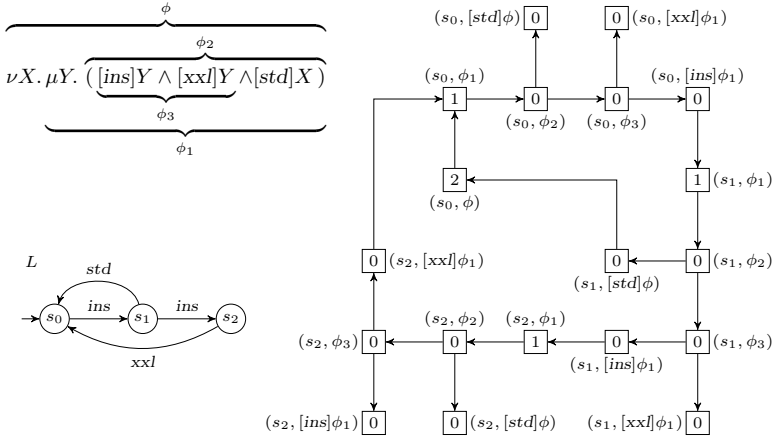 ϕ
ϕ₂
νX. μY. ( [ins]Y ∧ [xxl]Y ∧[std]X )
ϕ₃
ϕ₁
L
std
s₀ ins s₁ ins s₂
xxl
(s₀, [std]ϕ) 0 0 (s₀, [xxl]ϕ₁)
(s₀, ϕ₁) (s₀, [ins]ϕ₁)
1 0 0 0
(s₀, ϕ₂) (s₀, ϕ₃)
2 1 (s₁, ϕ₁)
(s₀, ϕ)
0 (s₂, [xxl]ϕ₁) 0 0 (s₁, ϕ₂)
(s₁, [std]ϕ)
(s₂, ϕ₂) (s₂, ϕ₁)
(s₂, ϕ₃) 0 0 1 0 0 (s₁, ϕ₃)
(s₁, [ins]ϕ₁)
(s₂, [ins]ϕ₁) 0 0 (s₂, [std]ϕ) (s₁, [xxl]ϕ₁) 0